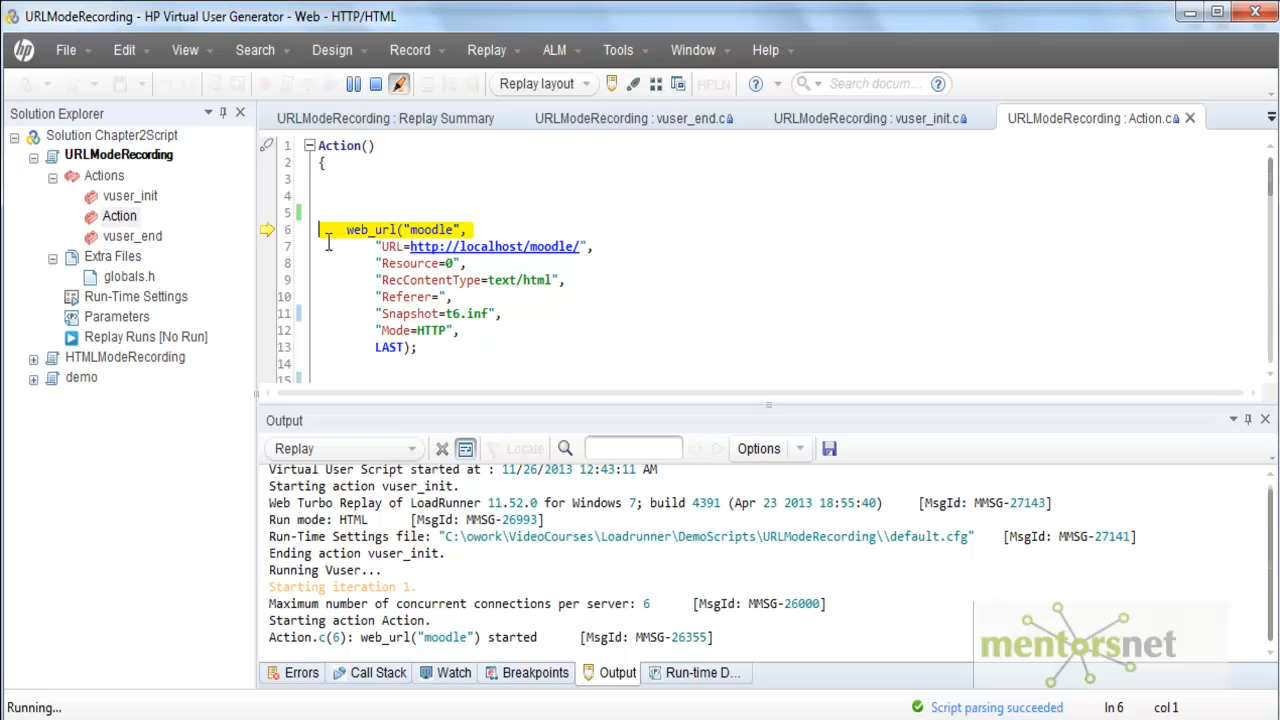 URLModeRecording - HP Virtual User Generator - Web - HTTP/HTML
hp File Edit View Search Design Record Replay ALM Tools Window Help
Replay layout HPLN Search docum...
Solution Explorer
Solution Chapter2Script
URLModeRecording
Actions
vuser_init
Action
vuser_end
Extra Files
globals.h
Run-Time Settings
Parameters
Replay Runs [No Run]
HTMLModeRecording
demo
URLModeRecording : Replay Summary URLModeRecording : vuser_end.c URLModeRecording : vuser_init.c URLModeRecording : Action.c
1 Action()
2 {
3
4
5
6 web_url("moodle",
7 "URL=http://localhost/moodle/",
8 "Resource=0",
9 "RecContentType=text/html",
10 "Referer=",
11 "Snapshot=t6.inf",
12 "Mode=HTTP",
13 LAST);
14
15
Output
Replay Locate Options
Virtual User Script started at : 11/26/2013 12:43:11 AM
Starting action vuser_init.
Web Turbo Replay of LoadRunner 11.52.0 for Windows 7; build 4391 (Apr 23 2013 18:55:40) [MsgId: MMSG-27143]
Run mode: HTML [MsgId: MMSG-26993]
Run-Time Settings file: "C:\owork\VideoCourses\Loadrunner\DemoScripts\URLModeRecording\\default.cfg" [MsgId: MMSG-27141]
Ending action vuser_init.
Running Vuser...
Starting iteration 1.
Maximum number of concurrent connections per server: 6 [MsgId: MMSG-26000]
Starting action Action.
Action.c(6): web_url("moodle") started [MsgId: MMSG-26355]
mentorsnet
Errors Call Stack Watch Breakpoints Output Run-time D...
Running... Script parsing succeeded ln 6 col 1